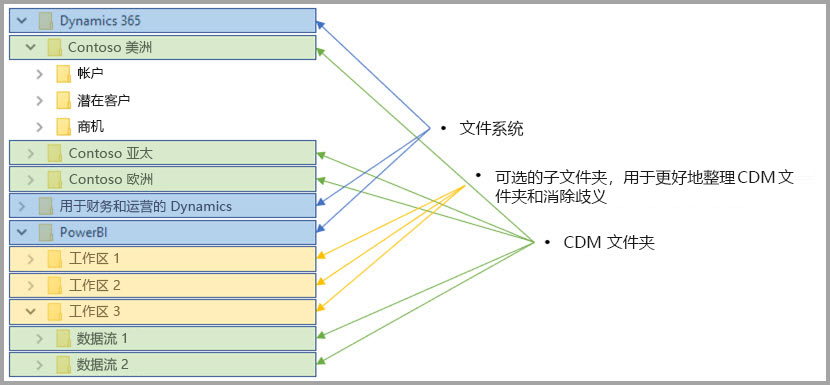 Dynamics 365
Contoso 美洲
帐户
潜在客户
商机
Contoso 亚太
Contoso 欧洲
用于财务和运营的 Dynamics
PowerBI
工作区 1
工作区 2
工作区 3
数据流 1
数据流 2
• 文件系统
• 可选的子文件夹，用于更好地整理CDM 文
件夹和消除歧义
• CDM 文件夹